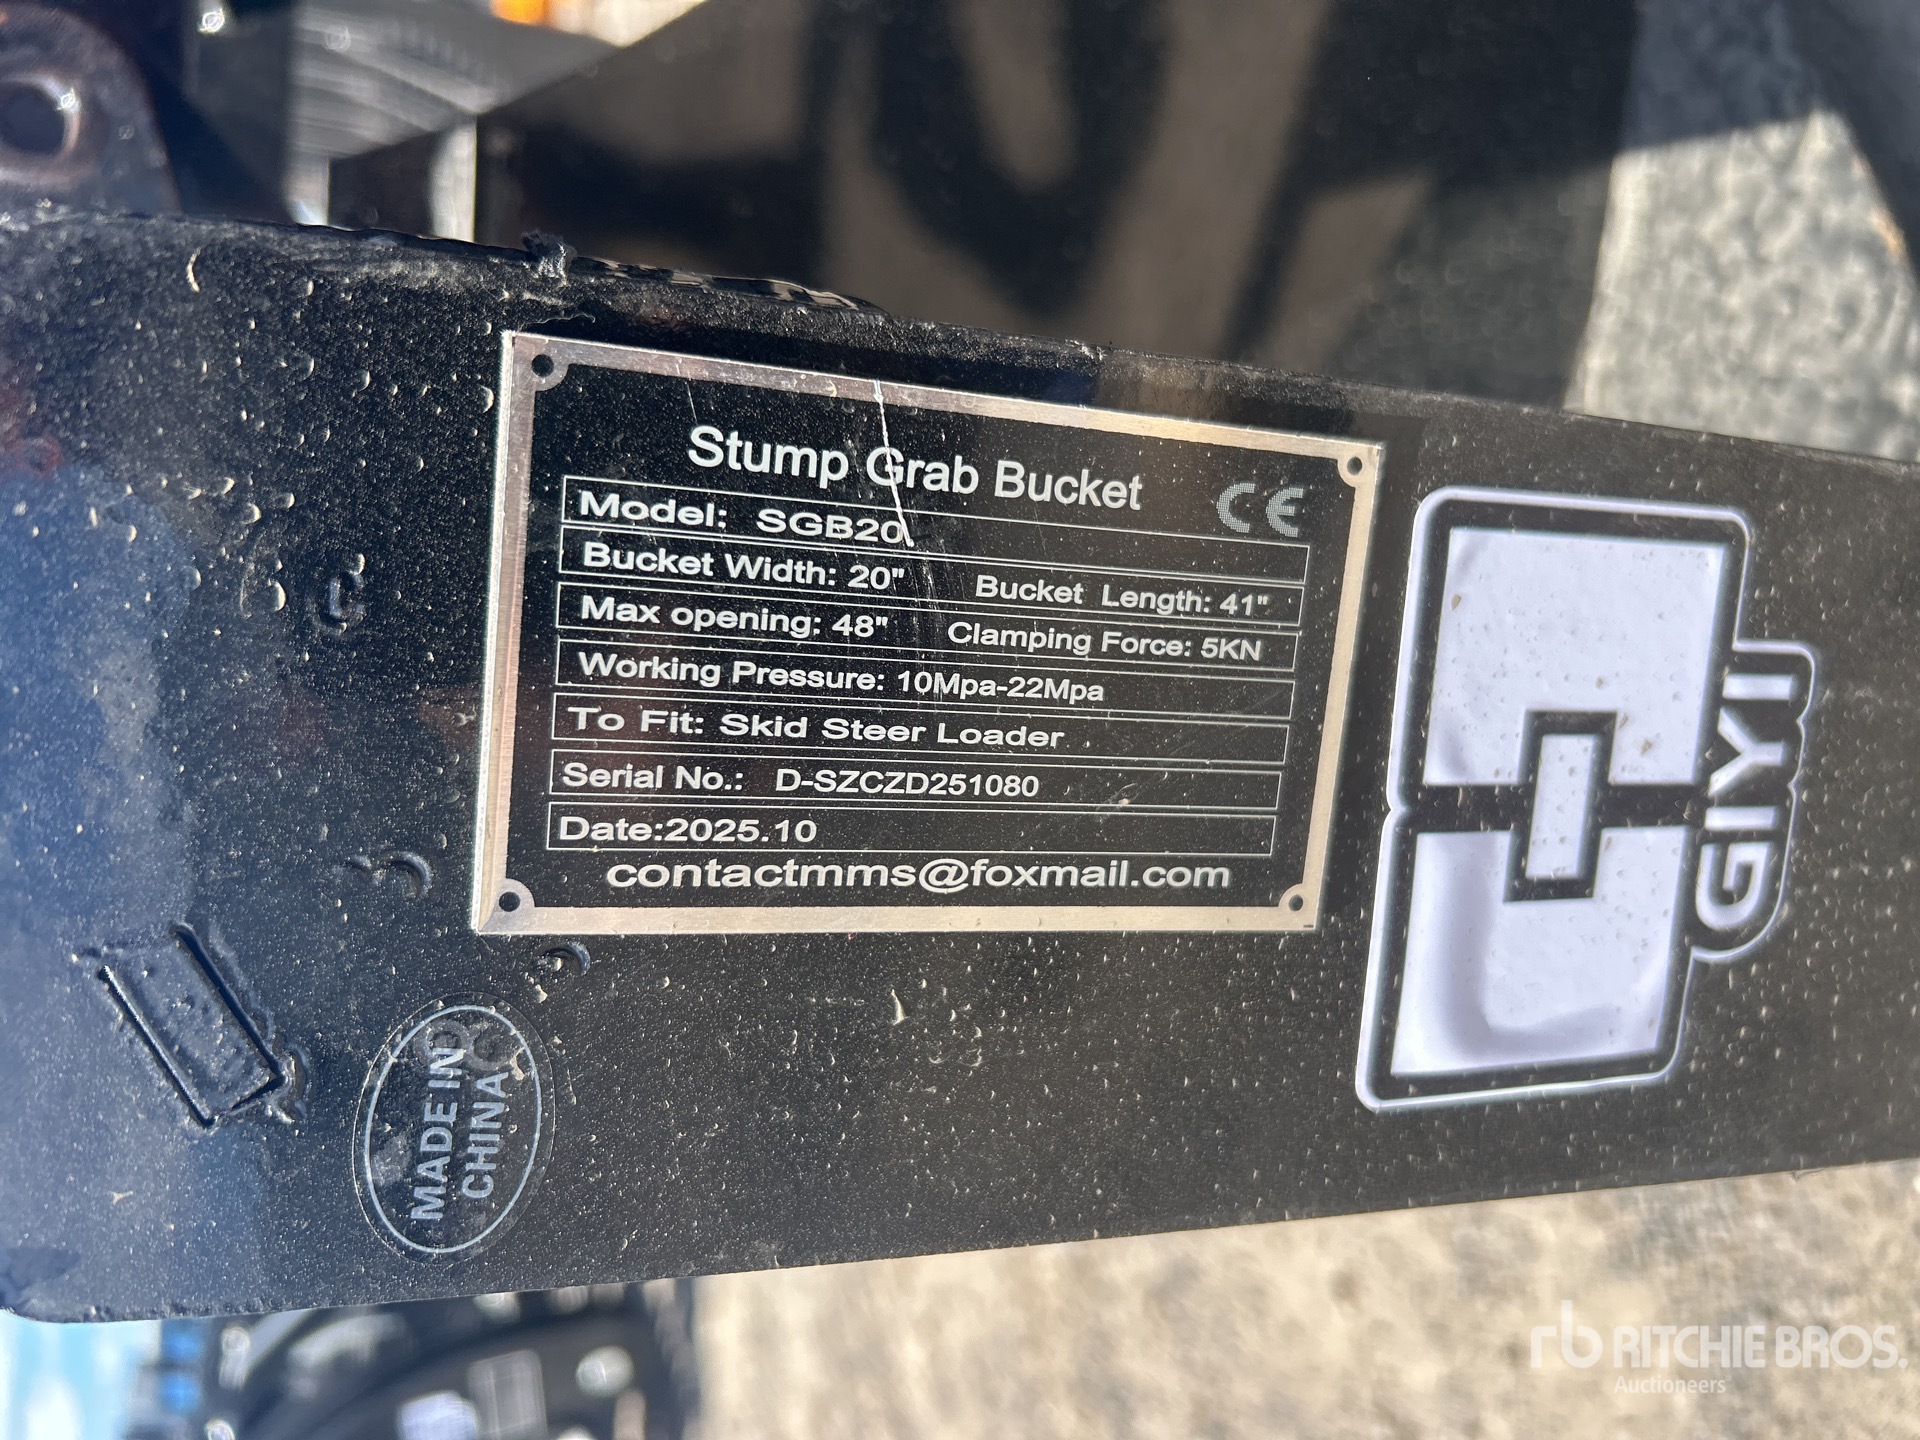 Stump Grab Bucket
CE
Model: SGB20
Bucket Width: 20" Bucket Length: 41"
Max opening: 48" Clamping Force: 5KN
Working Pressure: 10Mpa-22Mpa
To Fit: Skid Steer Loader
Serial No.: D-SZCZD251080
Date:2025.10
contactmms@foxmail.com
GIYI
MADE IN
CHINA
rb RITCHIE BROS.
Auctioneers